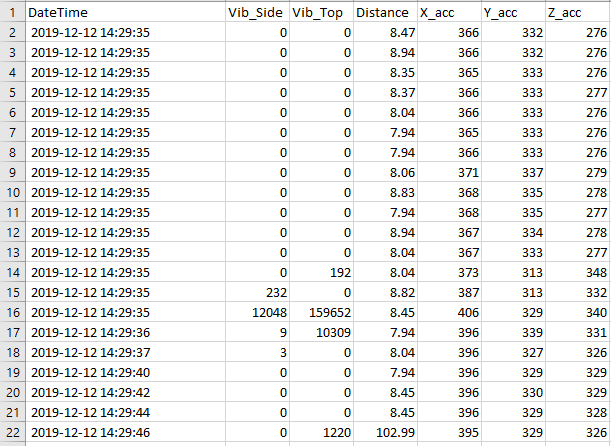 1 DateTime Vib_Side Vib_Top Distance X_acc Y_acc Z_acc
2 2019-12-12 14:29:35 0 0 8.47 366 332 276
3 2019-12-12 14:29:35 0 0 8.94 366 332 276
4 2019-12-12 14:29:35 0 0 8.35 365 333 276
5 2019-12-12 14:29:35 0 0 8.37 366 333 277
6 2019-12-12 14:29:35 0 0 8.04 366 333 276
7 2019-12-12 14:29:35 0 0 7.94 365 333 276
8 2019-12-12 14:29:35 0 0 7.94 366 333 276
9 2019-12-12 14:29:35 0 0 8.06 371 337 279
10 2019-12-12 14:29:35 0 0 8.83 368 335 278
11 2019-12-12 14:29:35 0 0 7.94 368 335 277
12 2019-12-12 14:29:35 0 0 8.94 367 334 278
13 2019-12-12 14:29:35 0 0 8.04 367 333 277
14 2019-12-12 14:29:35 0 192 8.04 373 313 348
15 2019-12-12 14:29:35 232 0 8.82 387 313 332
16 2019-12-12 14:29:35 12048 159652 8.45 406 329 340
17 2019-12-12 14:29:36 9 10309 7.94 396 339 331
18 2019-12-12 14:29:37 3 0 8.04 396 327 326
19 2019-12-12 14:29:40 0 0 7.94 396 329 329
20 2019-12-12 14:29:42 0 0 8.45 396 330 329
21 2019-12-12 14:29:44 0 0 8.45 396 329 328
22 2019-12-12 14:29:46 0 1220 102.99 395 329 326